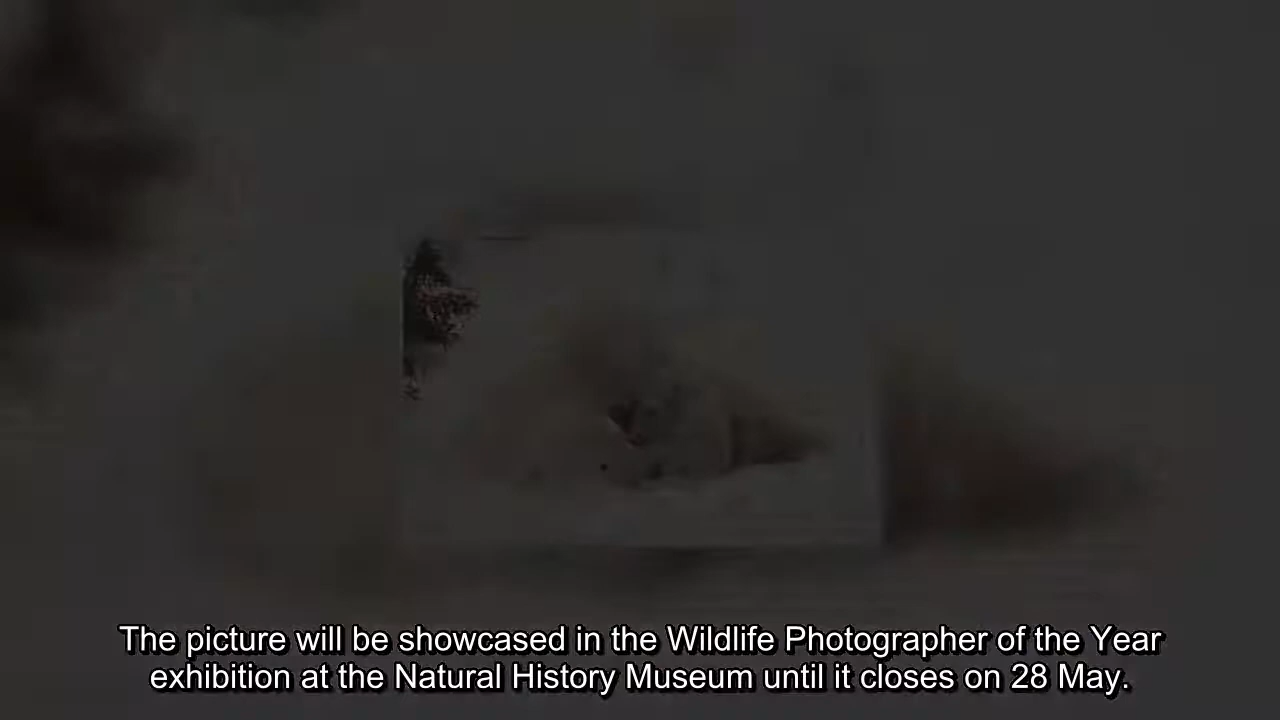 The picture will be showcased in the Wildlife Photographer of the Year
exhibition at the Natural History Museum until it closes on 28 May.